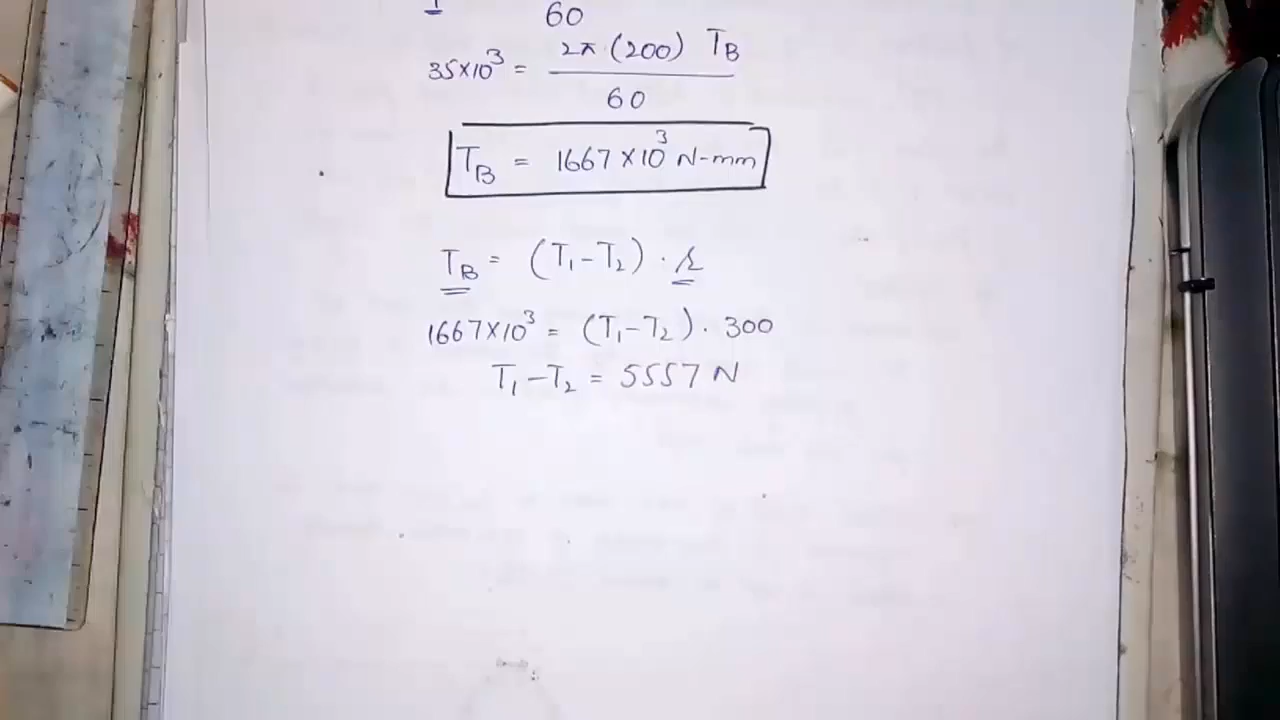 60
35×10³ = 2π (200) T_B / 60
T_B = 1667 × 10³ N-mm
T_B = (T₁ - T₂) . r
1667×10³ = (T₁ - T₂) . 300
T₁ - T₂ = 5557 N